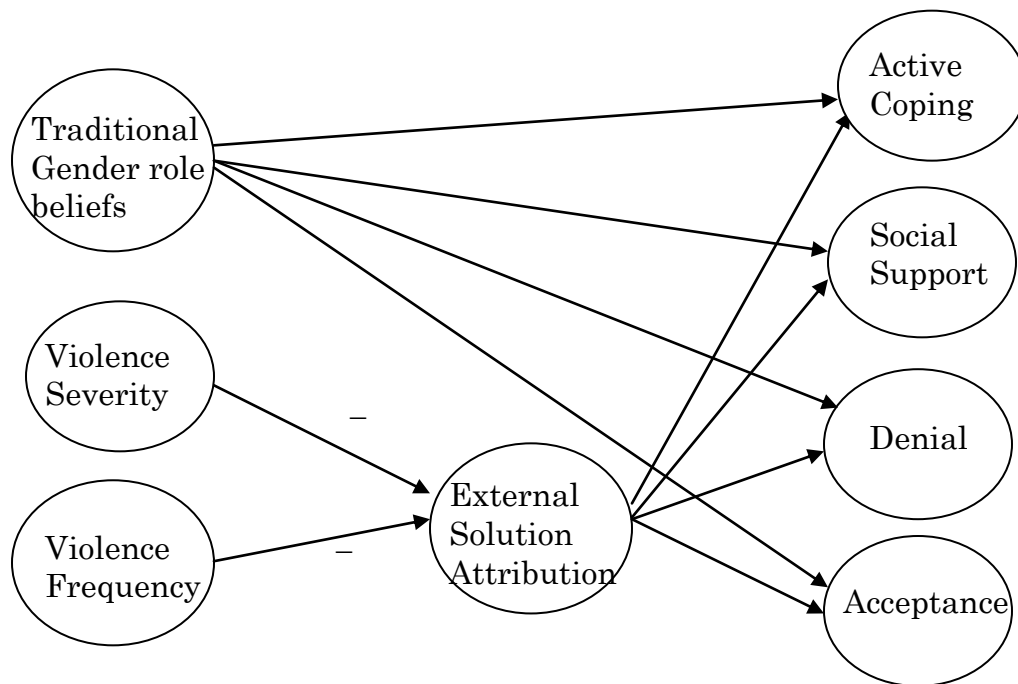 Traditional
Gender role
beliefs
Violence
Severity
Violence
Frequency
–
–
External
Solution
Attribution
Active
Coping
Social
Support
Denial
Acceptance